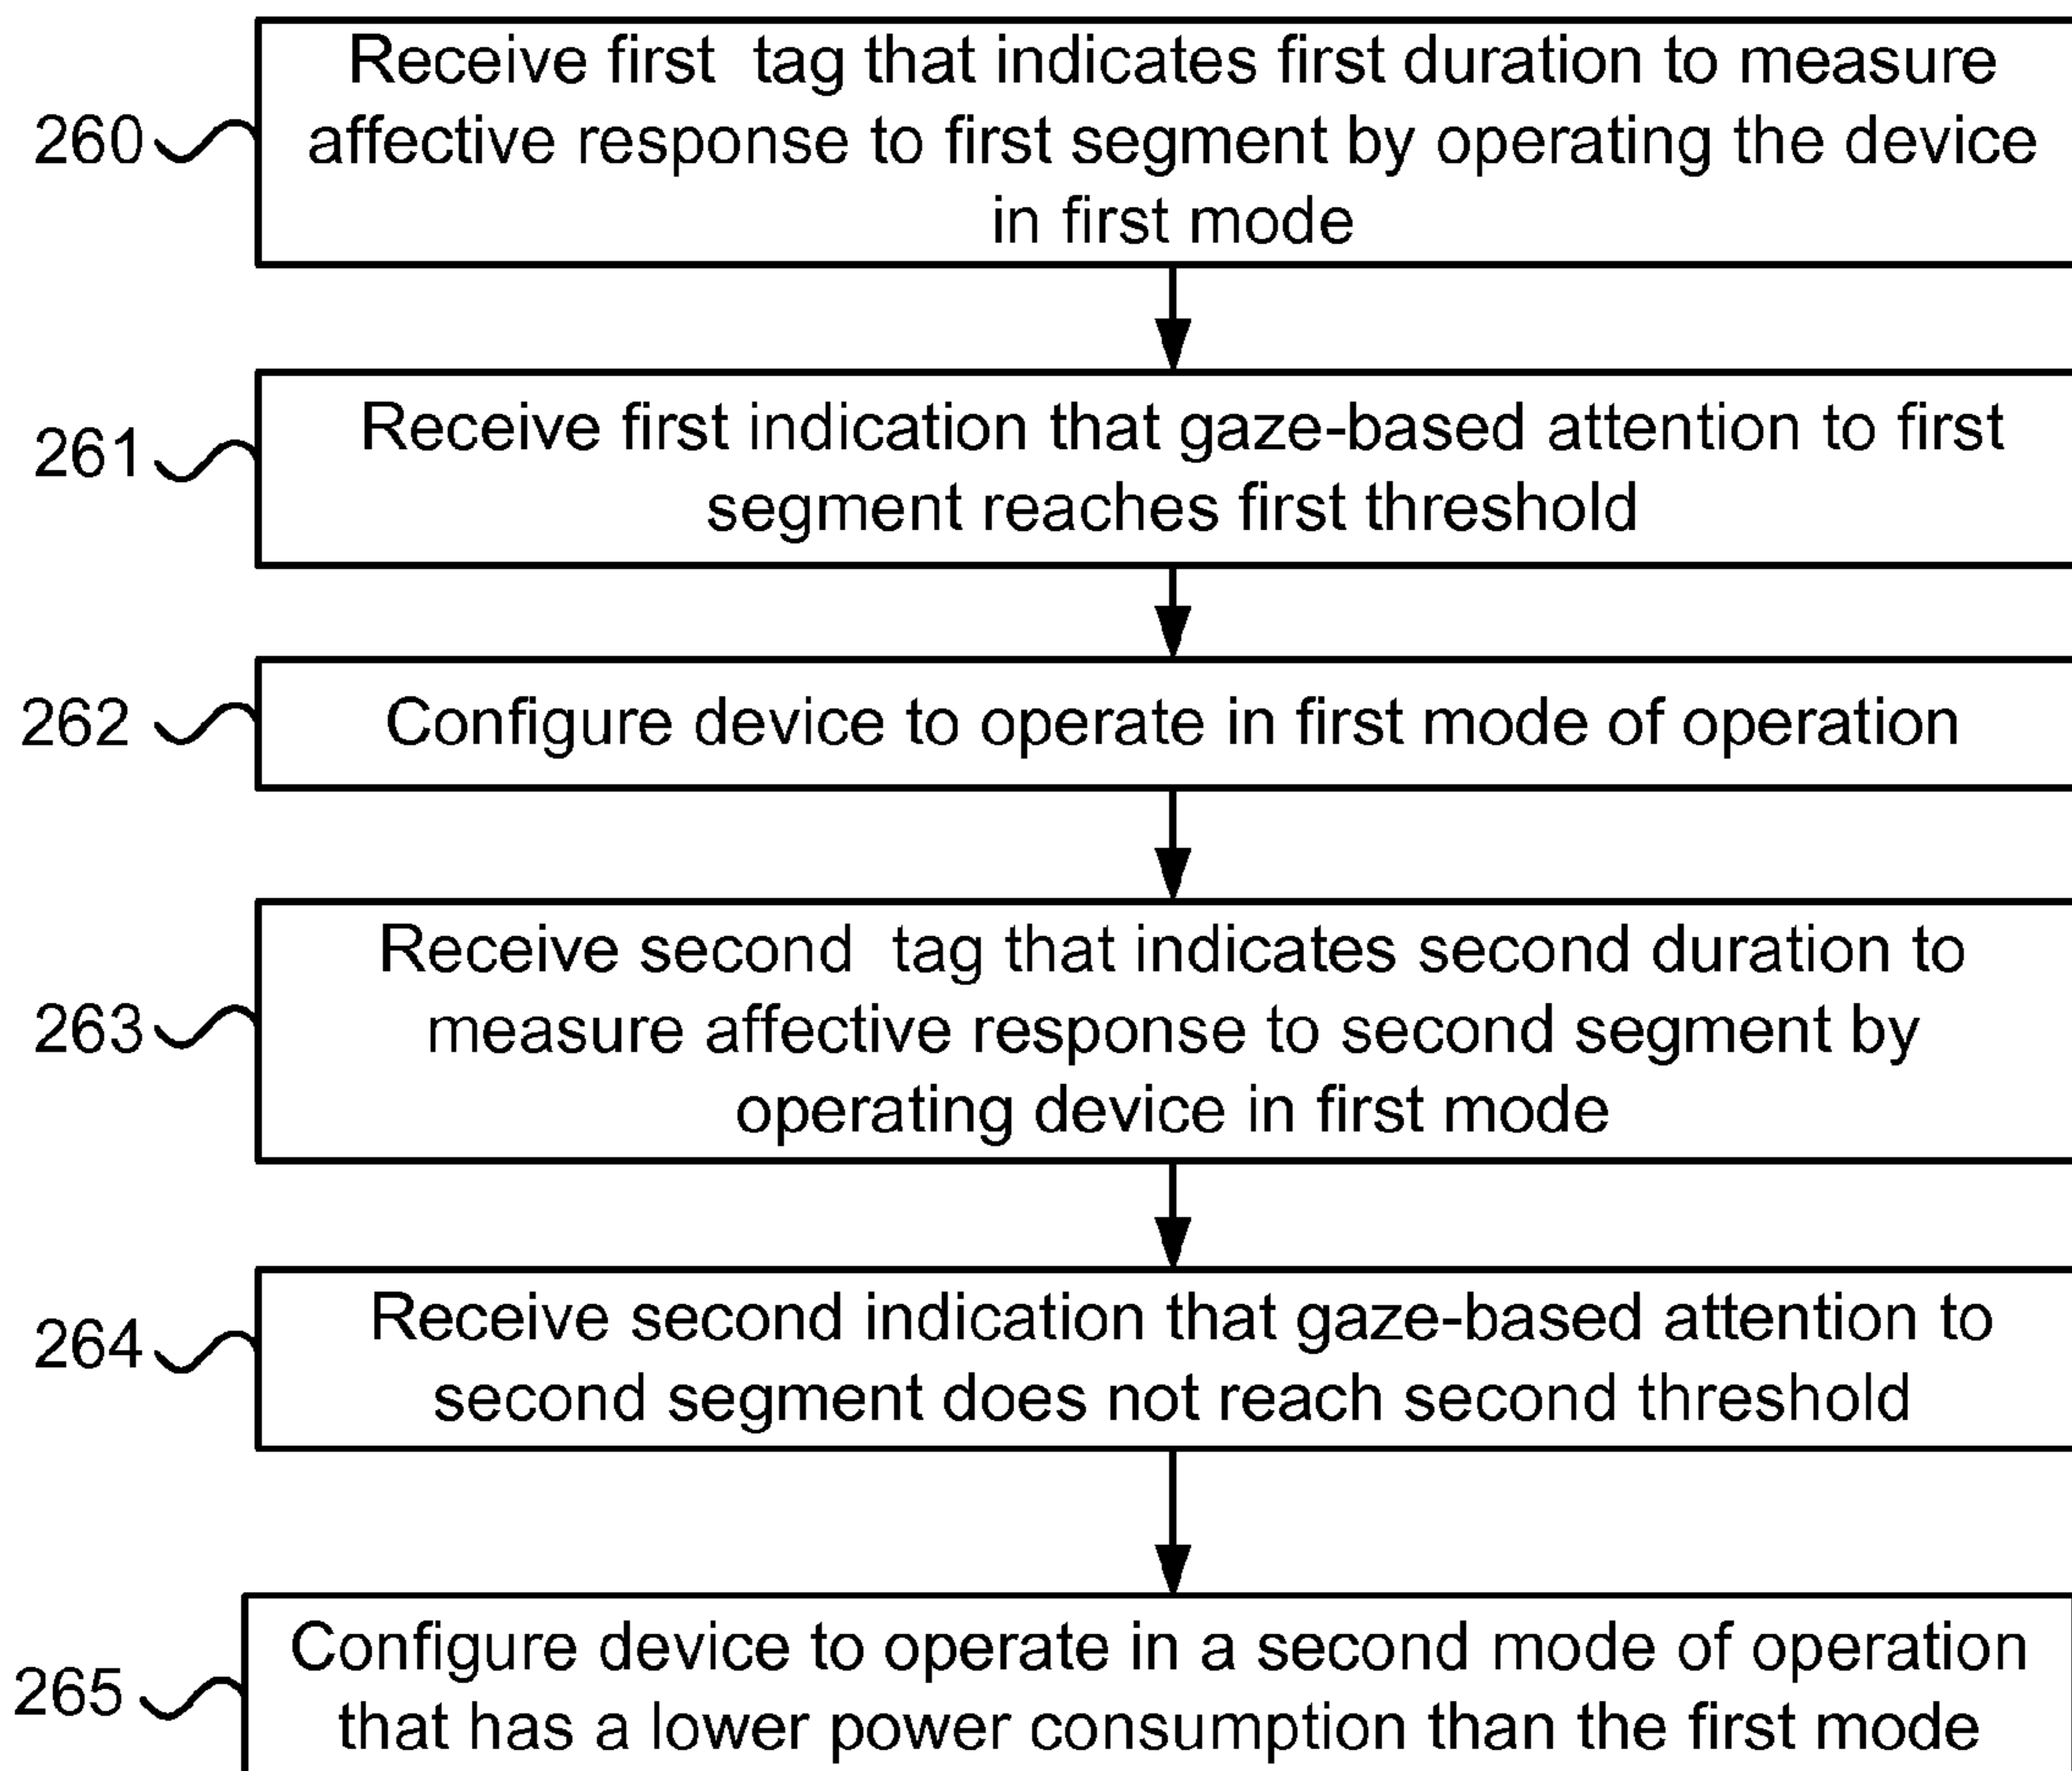 Receive first tag that indicates first duration to measure
affective response to first segment by operating the device
in first mode
260
Receive first indication that gaze-based attention to first
segment reaches first threshold
261
Configure device to operate in first mode of operation
262
Receive second tag that indicates second duration to
measure affective response to second segment by
operating device in first mode
263
Receive second indication that gaze-based attention to
second segment does not reach second threshold
264
Configure device to operate in a second mode of operation
that has a lower power consumption than the first mode
265